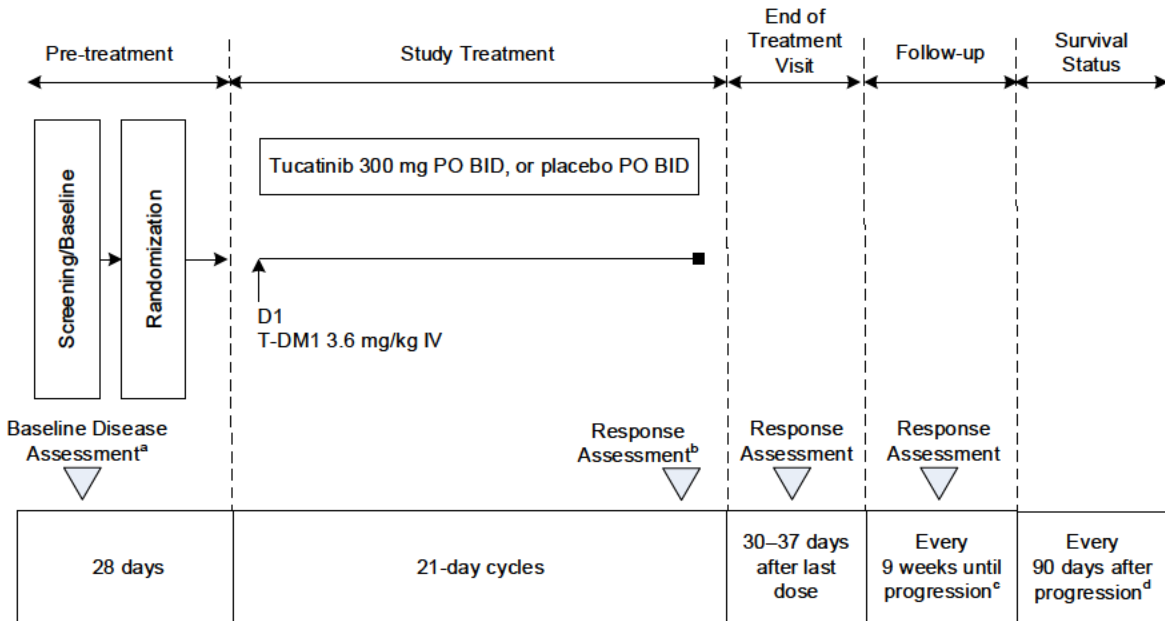 Pre-treatment
Study Treatment
End of
Treatment
Visit
Follow-up
Survival
Status
Screening/Baseline
Randomization
Tucatinib 300 mg PO BID, or placebo PO BID
D1
T-DM1 3.6 mg/kg IV
Baseline Disease
Assessmentᵃ
Response
Assessmentᵇ
Response
Assessment
Response
Assessment
28 days
21-day cycles
30–37 days
after last
dose
Every
9 weeks until
progressionᶜ
Every
90 days after
progressionᵈ